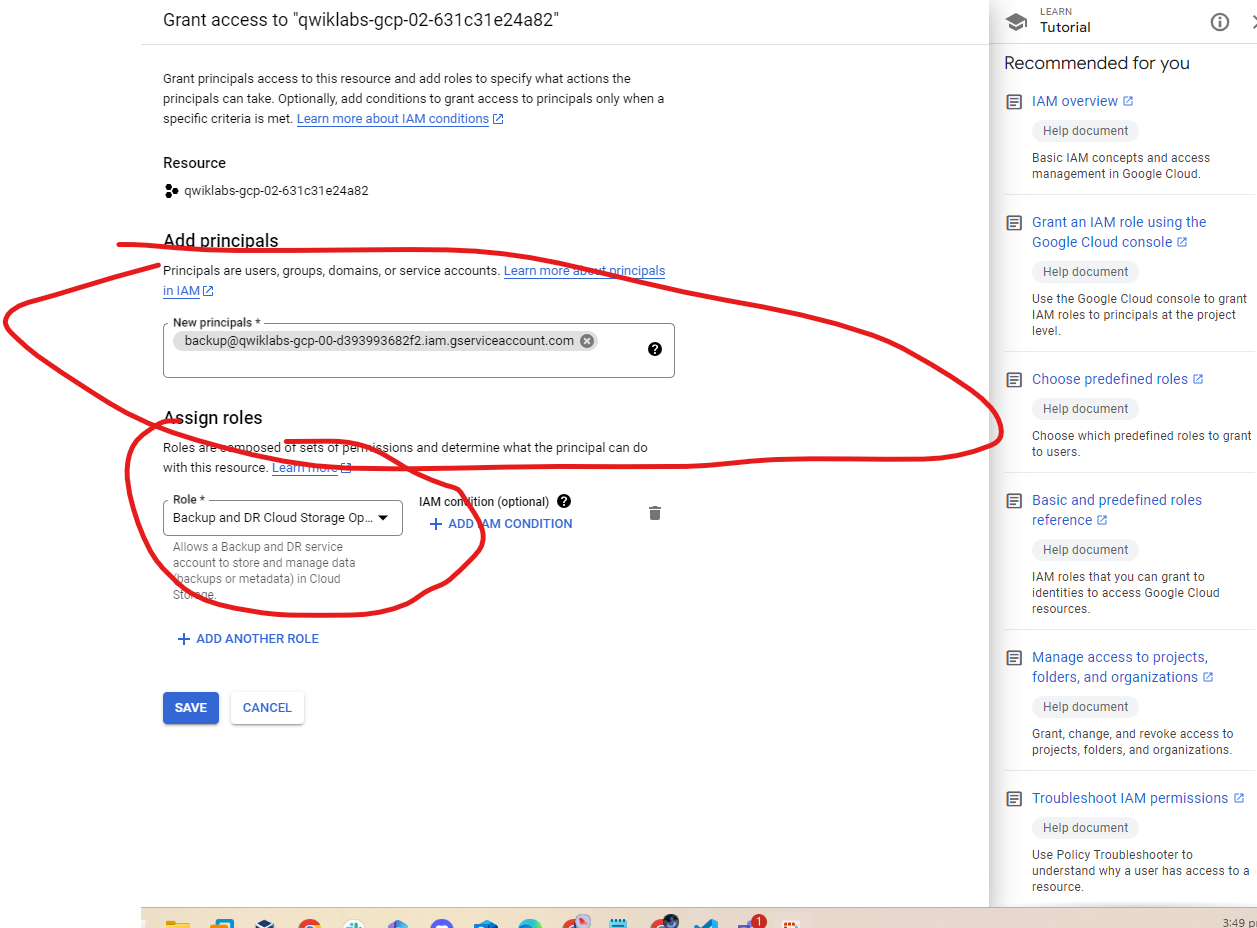 Grant access to "qwiklabs-gcp-02-631c31e24a82"
Grant principals access to this resource and add roles to specify what actions the
principals can take. Optionally, add conditions to grant access to principals only when a
specific criteria is met. Learn more about IAM conditions
Resource
qwiklabs-gcp-02-631c31e24a82
Add principals
Principals are users, groups, domains, or service accounts. Learn more about principals
in IAM
New principals *
backup@qwiklabs-gcp-00-d393993682f2.iam.gserviceaccount.com
Assign roles
Roles are composed of sets of permissions and determine what the principal can do
with this resource. Learn more
Role *
Backup and DR Cloud Storage Op...
IAM condition (optional)
ADD IAM CONDITION
Allows a Backup and DR service
account to store and manage data
(backups or metadata) in Cloud
Storage.
ADD ANOTHER ROLE
SAVE
CANCEL
LEARN
Tutorial
Recommended for you
IAM overview
Help document
Basic IAM concepts and access
management in Google Cloud.
Grant an IAM role using the
Google Cloud console
Help document
Use the Google Cloud console to grant
IAM roles to principals at the project
level.
Choose predefined roles
Help document
Choose which predefined roles to grant
to users.
Basic and predefined roles
reference
Help document
IAM roles that you can grant to
identities to access Google Cloud
resources.
Manage access to projects,
folders, and organizations
Help document
Grant, change, and revoke access to
projects, folders, and organizations.
Troubleshoot IAM permissions
Help document
Use Policy Troubleshooter to
understand why a user has access to a
resource.
1
3:49 p